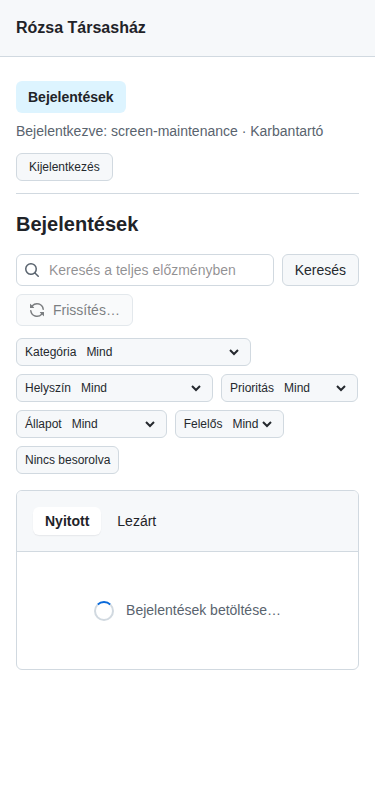 Rózsa Társasház
Bejelentések
Bejelentkezve: screen-maintenance · Karbantartó
Kijelentkezés
Bejelentések
Keresés a teljes előzményben
Keresés
Frissítés…
Kategória Mind
Helyszín Mind
Prioritás Mind
Állapot Mind
Felelős Mind
Nincs besorolva
Nyitott
Lezárt
Bejelentések betöltése…